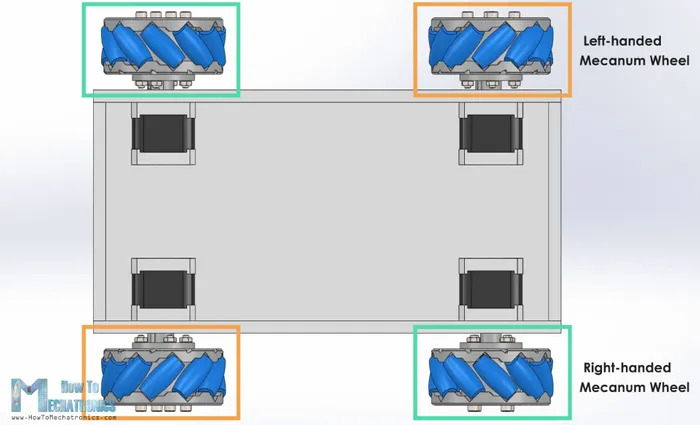 Left-handed
Mecanum Wheel
Right-handed
Mecanum Wheel
How To
MECHATRONICS
www.HowToMechatronics.com